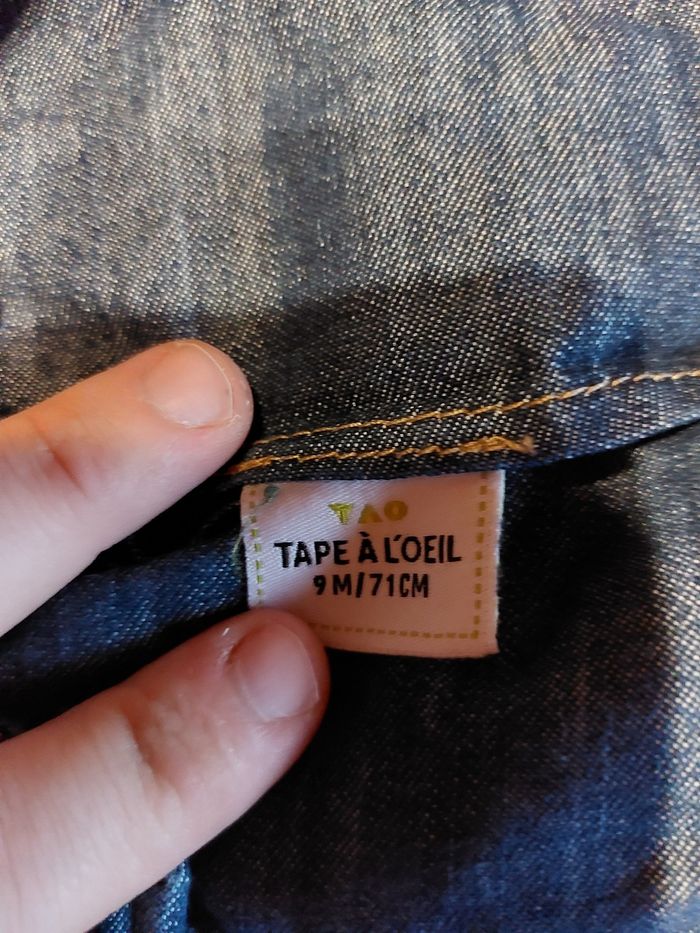 TAO
TAPE À L'OEIL
9 M/71CM